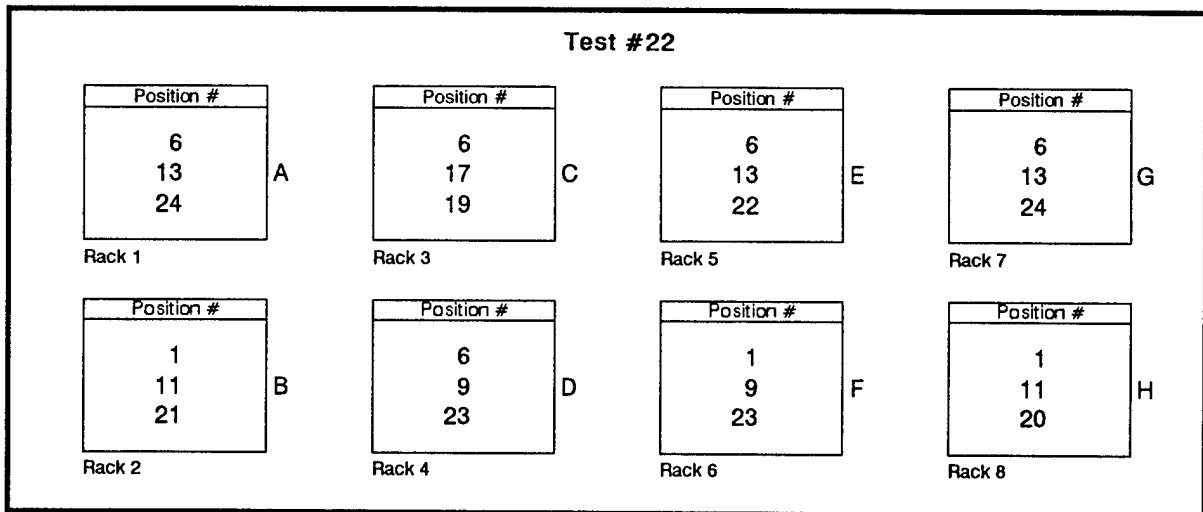 Test #22
Position #
6
13
24
A
Rack 1
Position #
6
17
19
C
Rack 3
Position #
6
13
22
E
Rack 5
Position #
6
13
24
G
Rack 7
Position #
1
11
21
B
Rack 2
Position #
6
9
23
D
Rack 4
Position #
1
9
23
F
Rack 6
Position #
1
11
20
H
Rack 8